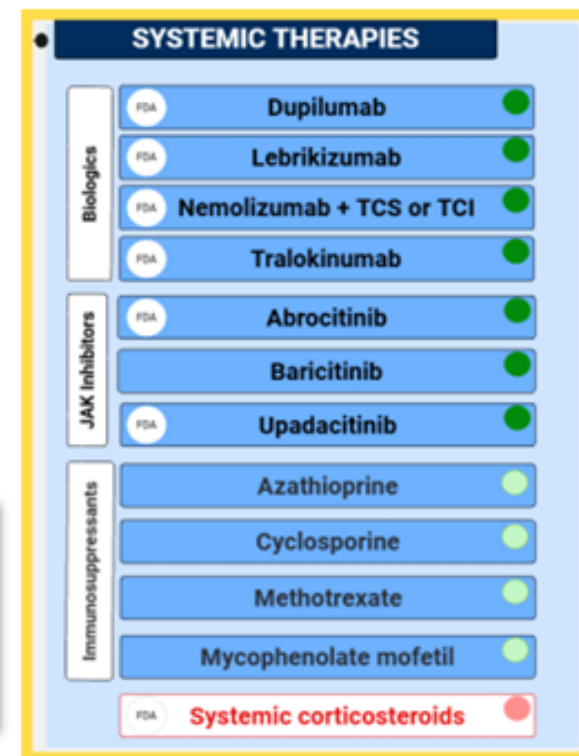 SYSTEMIC THERAPIES
Biologics
FDA Dupilumab
FDA Lebrikizumab
FDA Nemolizumab + TCS or TCI
FDA Tralokinumab
JAK Inhibitors
FDA Abrocitinib
Baricitinib
FDA Upadacitinib
Immunosuppressants
Azathioprine
Cyclosporine
Methotrexate
Mycophenolate mofetil
FDA Systemic corticosteroids